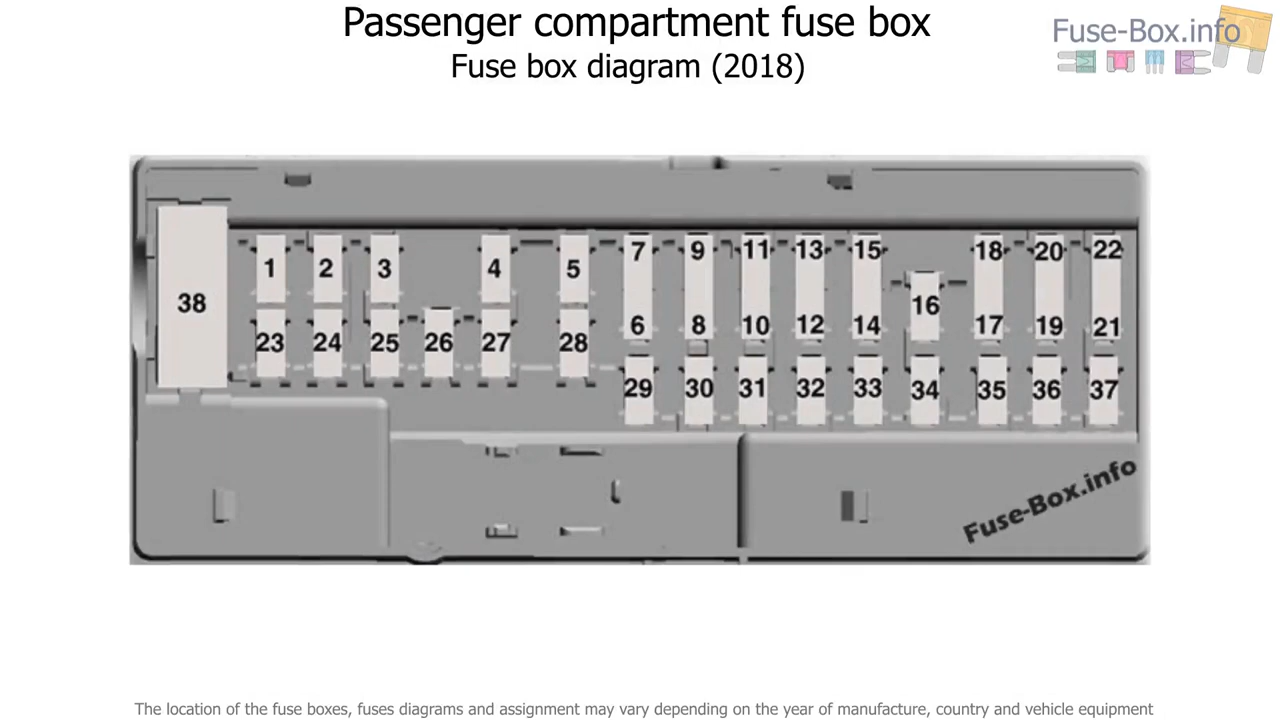 Passenger compartment fuse box
Fuse box diagram (2018)
Fuse-Box.info
7 9 11 13 15 18 20 22
1 2 3 4 5
38 16
6 8 10 12 14 17 19 21
23 24 25 26 27 28
29 30 31 32 33 34 35 36 37
Fuse-Box.info
The location of the fuse boxes, fuses diagrams and assignment may vary depending on the year of manufacture, country and vehicle equipment